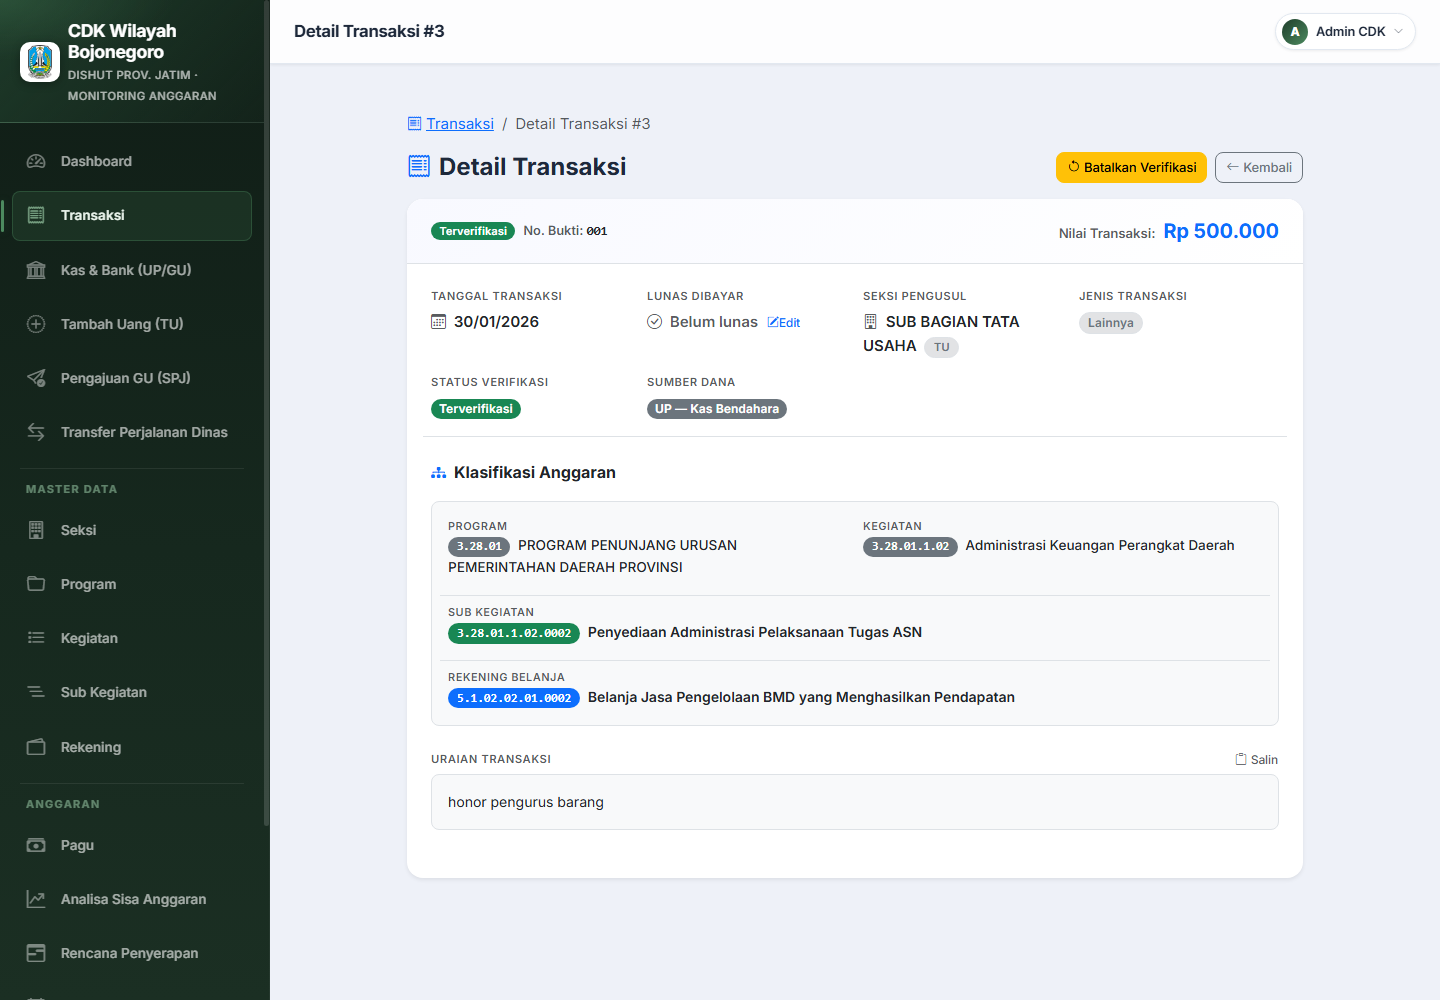 CDK Wilayah
Bojonegoro
DISHUT PROV. JATIM ·
MONITORING ANGGARAN
Dashboard
Transaksi
Kas & Bank (UP/GU)
Tambah Uang (TU)
Pengajuan GU (SPJ)
Transfer Perjalanan Dinas
MASTER DATA
Seksi
Program
Kegiatan
Sub Kegiatan
Rekening
ANGGARAN
Pagu
Analisa Sisa Anggaran
Rencana Penyerapan
Detail Transaksi #3
A Admin CDK
Transaksi / Detail Transaksi #3
Detail Transaksi
Batalkan Verifikasi
Kembali
Terverifikasi No. Bukti: 001
Nilai Transaksi: Rp 500.000
TANGGAL TRANSAKSI
30/01/2026
LUNAS DIBAYAR
Belum lunas Edit
SEKSI PENGUSUL
SUB BAGIAN TATA
USAHA TU
JENIS TRANSAKSI
Lainnya
STATUS VERIFIKASI
Terverifikasi
SUMBER DANA
UP — Kas Bendahara
Klasifikasi Anggaran
PROGRAM
3.28.01 PROGRAM PENUNJANG URUSAN
PEMERINTAHAN DAERAH PROVINSI
KEGIATAN
3.28.01.1.02 Administrasi Keuangan Perangkat Daerah
SUB KEGIATAN
3.28.01.1.02.0002 Penyediaan Administrasi Pelaksanaan Tugas ASN
REKENING BELANJA
5.1.02.02.01.0002 Belanja Jasa Pengelolaan BMD yang Menghasilkan Pendapatan
URAIAN TRANSAKSI
Salin
honor pengurus barang